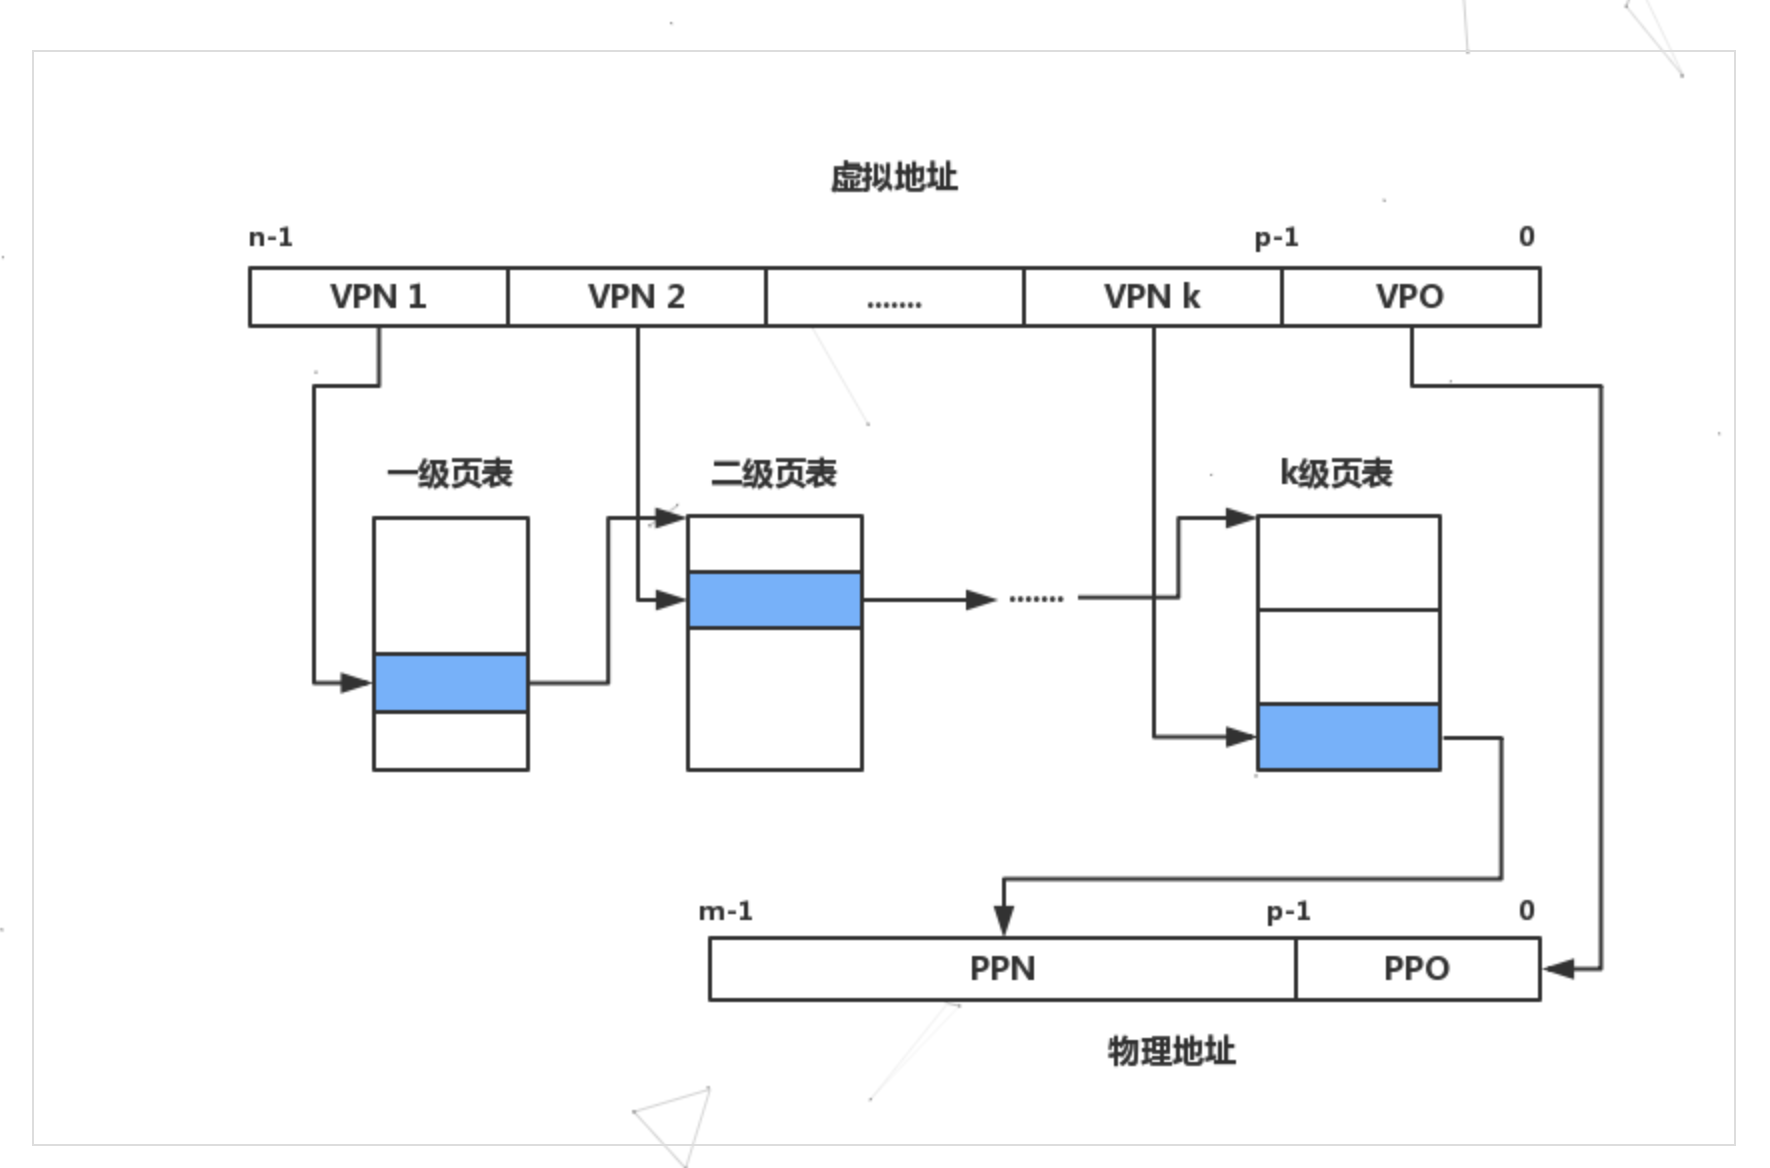 虚拟地址
n-1 p-1 0
VPN 1 VPN 2 ....... VPN k VPO
一级页表 二级页表 k级页表
.......
m-1 p-1 0
PPN PPO
物理地址